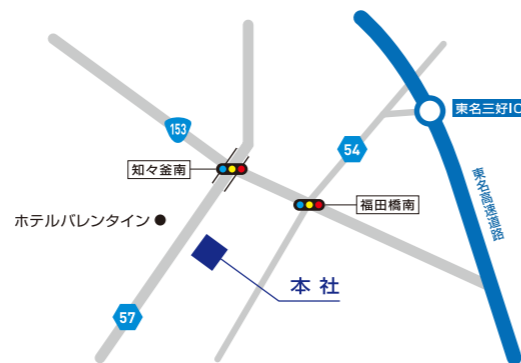 東名三好IC
153
54
知々釜南
東名高速道路
福田橋南
ホテルバレンタイン
本 社
57